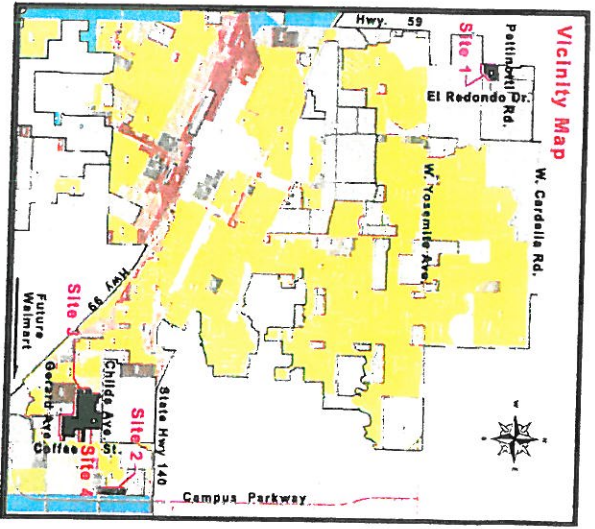 Vicinity Map
Hwy. 59
Pettinotti Rd.
Site 1
El Redondo Dr.
W. Cardella Rd.
W. Yosemite Ave.
Hwy 99
Future
Walmart
Site 3
Childs Ave.
Gerard Ave.
Coffee St.
Site 2
Site 4
State Hwy 140
Campus Parkway